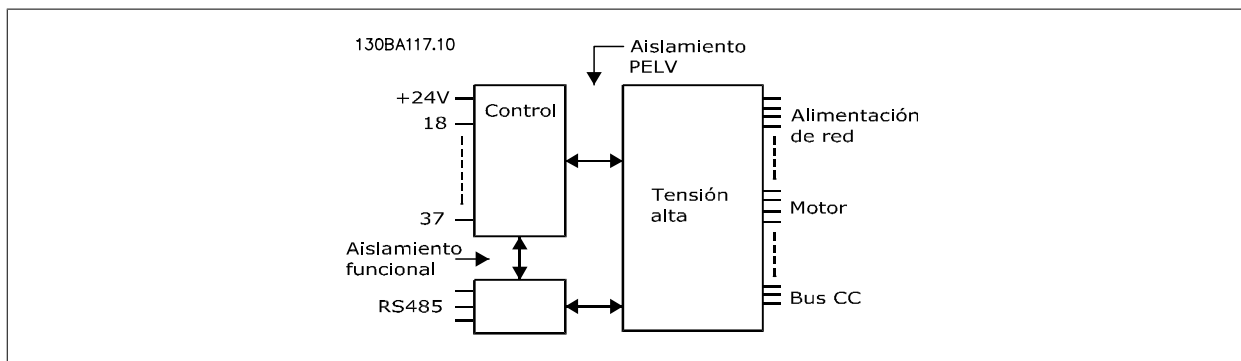 130BA117.10
Aislamiento
PELV
+24V
Control
18
37
Aislamiento
funcional
RS485
Tensión
alta
Alimentación
de red
Motor
Bus CC